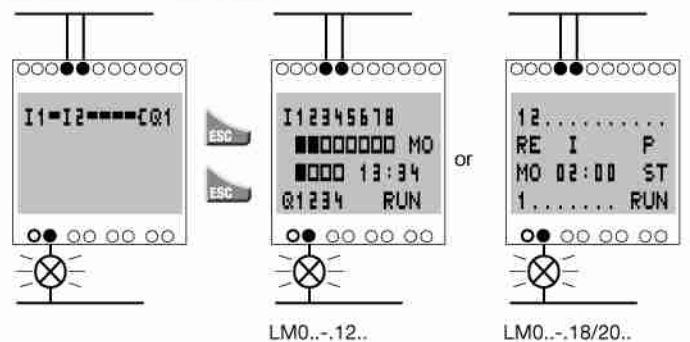 I1-I2----[Q1
ESC
ESC
I12345678
MO
13:34
Q1234 RUN
or
12..........
RE I P
MO 02:00 ST
1....... RUN
LM0..-.12..
LM0..-.18/20..